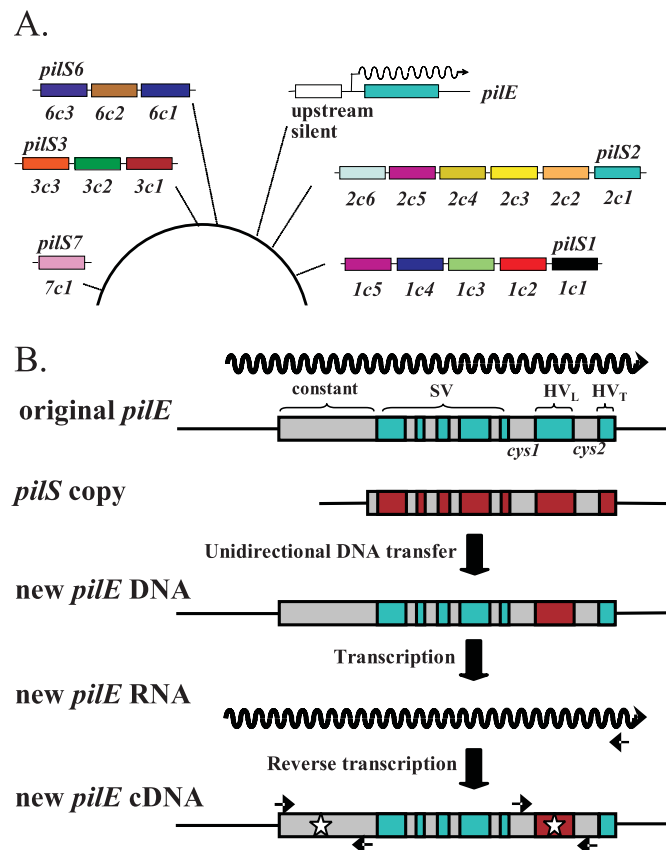 A.
pilS6
6c3 6c2 6c1
upstream
silent
pilE
pilS3
3c3 3c2 3c1
pilS2
2c6 2c5 2c4 2c3 2c2 2c1
pilS7
7c1
pilS1
1c5 1c4 1c3 1c2 1c1
B.
constant SV HVL HVT
original pilE
cys1 cys2
pilS copy
Unidirectional DNA transfer
new pilE DNA
Transcription
new pilE RNA
Reverse transcription
new pilE cDNA